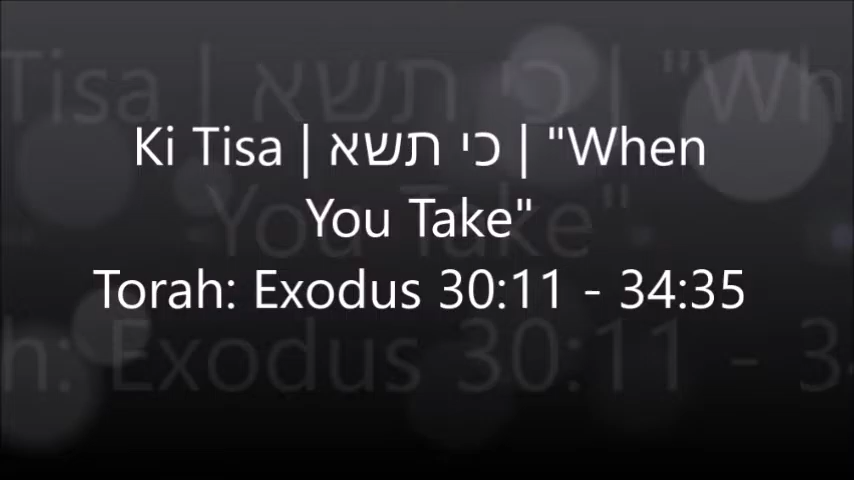 Ki Tisa | כי תשא | "When
You Take"
Torah: Exodus 30:11 - 34:35